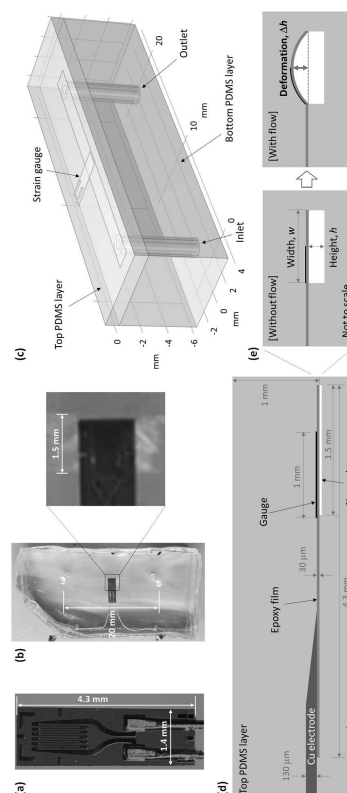 (a)
4.3 mm
1.4 mm
(b)
20 mm
1.5 mm
(c)
Top PDMS layer
Strain gauge
Outlet
Bottom PDMS layer
Inlet
mm
0
-2
-4
-6
mm
-2
0
2
4
0
10
20
mm
(d)
Top PDMS layer
1 mm
Gauge
1 mm
Epoxy film
30 μm
Cu electrode
130 μm
1.5 mm
4.3 mm
(e)
[Without flow]
Width, w
Height, h
Not to scale
[With flow]
Deformation, Δh